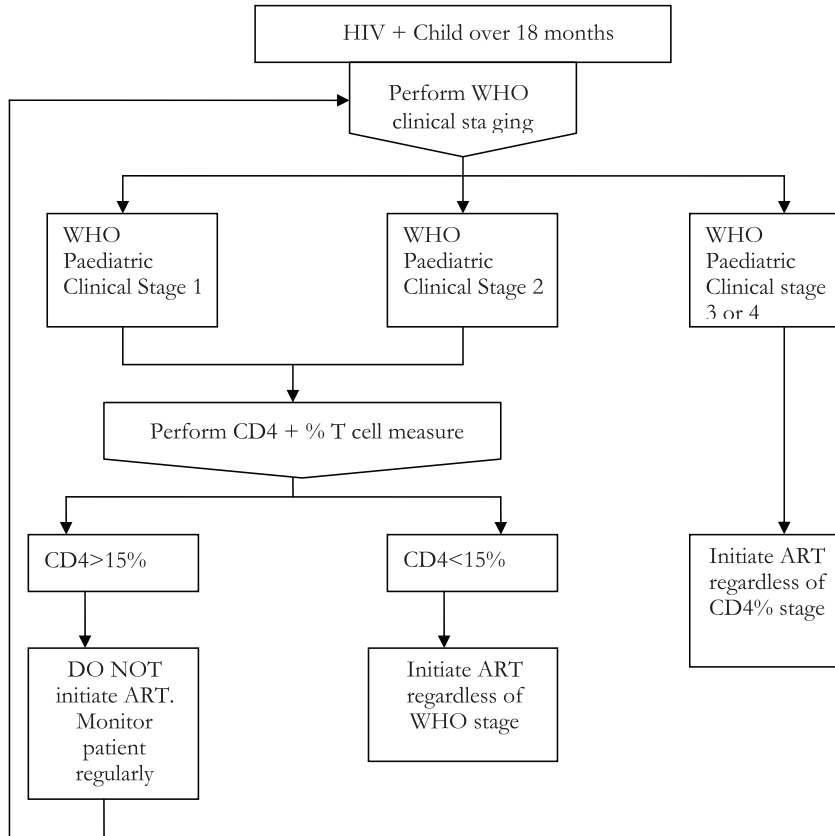 HIV + Child over 18 months
Perform WHO
clinical sta ging
WHO
Paediatric
Clinical Stage 1
WHO
Paediatric
Clinical Stage 2
WHO
Paediatric
Clinical stage
3 or 4
Perform CD4 + % T cell measure
CD4>15%
CD4<15%
Initiate ART
regardless of
CD4% stage
DO NOT
initiate ART.
Monitor
patient
regularly
Initiate ART
regardless of
WHO stage